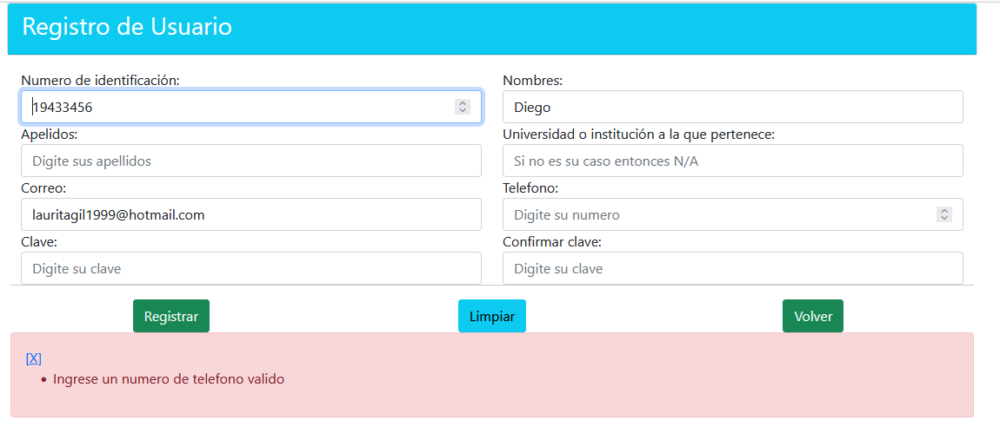 Registro de Usuario
Numero de identificación:
Nombres:
19433456
Diego
Apelidos:
Universidad o institución a la que pertenece:
Digite sus apellidos
Si no es su caso entonces N/A
Correo:
Telefono:
lauritagil1999@hotmail.com
Digite su numero
Clave:
Confirmar clave:
Digite su clave
Digite su clave
Registrar
Limpiar
Volver
[X]
• Ingrese un numero de telefono valido